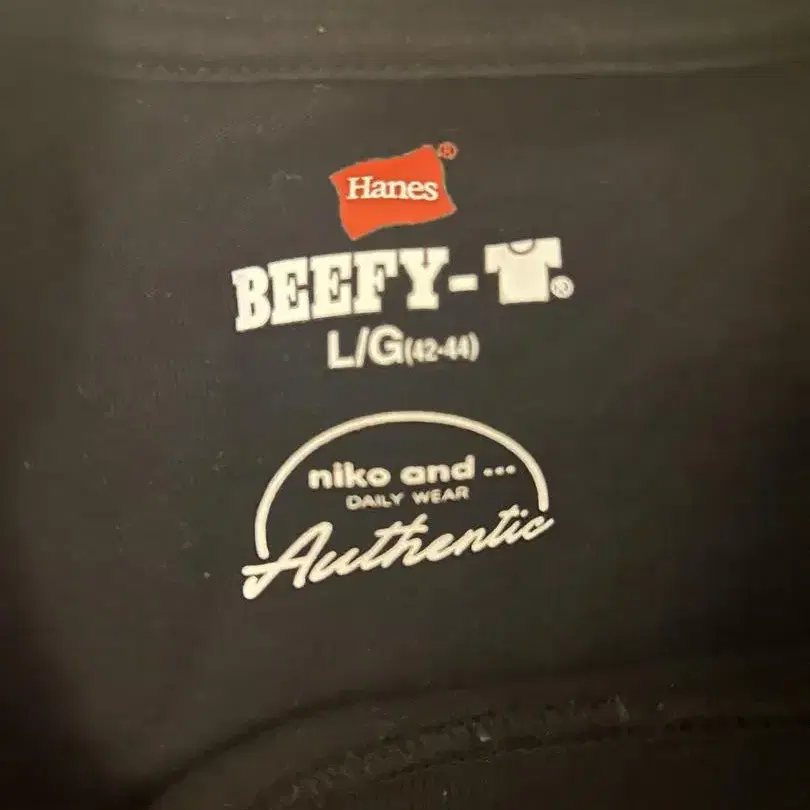 Hanes®
BEEFY-T®
L/G(42-44)
niko and ...
DAILY WEAR
Authentic